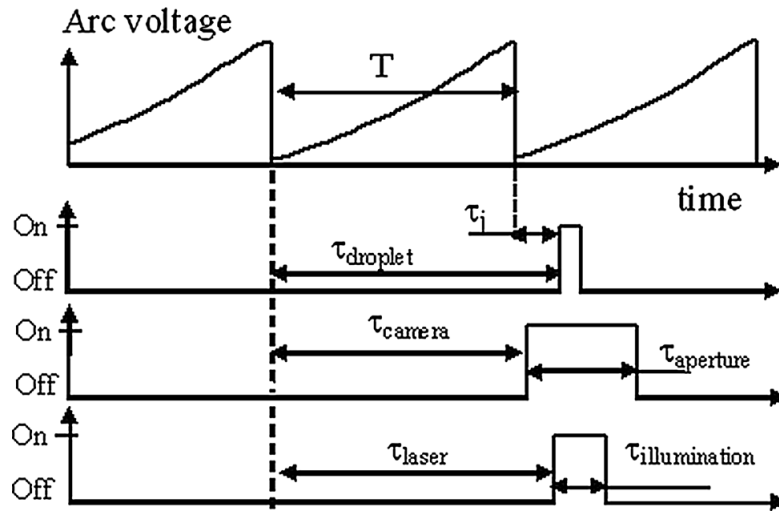 Arc voltage
T
time
τj
On
τdroplet
Off
On
τcamera
τaperture
Off
On
τlaser
τillumination
Off